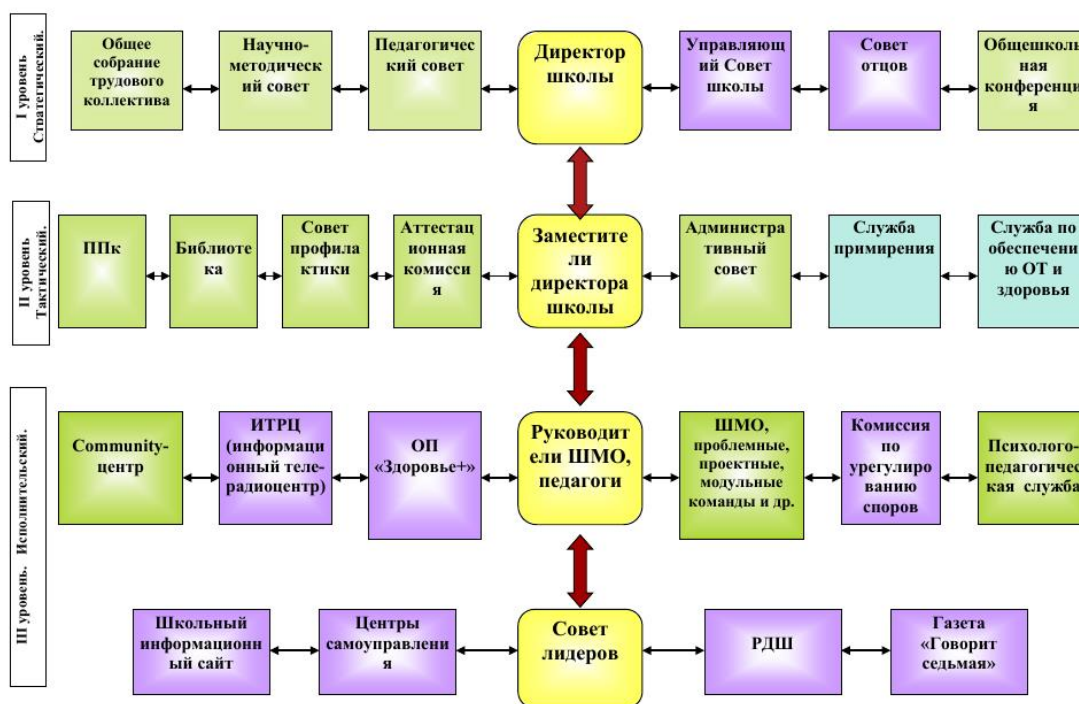 I уровень
Стратегический.
Общее
собрание
трудового
коллектива
Научно-
методическ
ий совет
Педагогичес
кий совет
Директор
школы
Управляющ
ий Совет
школы
Совет
отцов
Общешколь
ная
конференци
я
II уровень
Тактический.
ППк
Библиоте
ка
Совет
профила
ктики
Аттестац
ионная
комисси
я
Заместите
ли
директора
школы
Администра
тивный
совет
Служба
примирения
Служба по
обеспечени
ю ОТ и
здоровья
III уровень. Исполнительский.
Community-
центр
ИТРЦ
(информаци
онный теле-
радиоцентр)
ОП
«Здоровье+»
Руководит
ели ШМО,
педагоги
ШМО,
проблемные,
проектные,
модульные
команды и др.
Комиссия
по
урегулиро
ванию
споров
Психолого-
педагогичес
кая служба
Школьный
информацион
ный сайт
Центры
самоуправлени
я
Совет
лидеров
РДШ
Газета
«Говорит
седьмая»